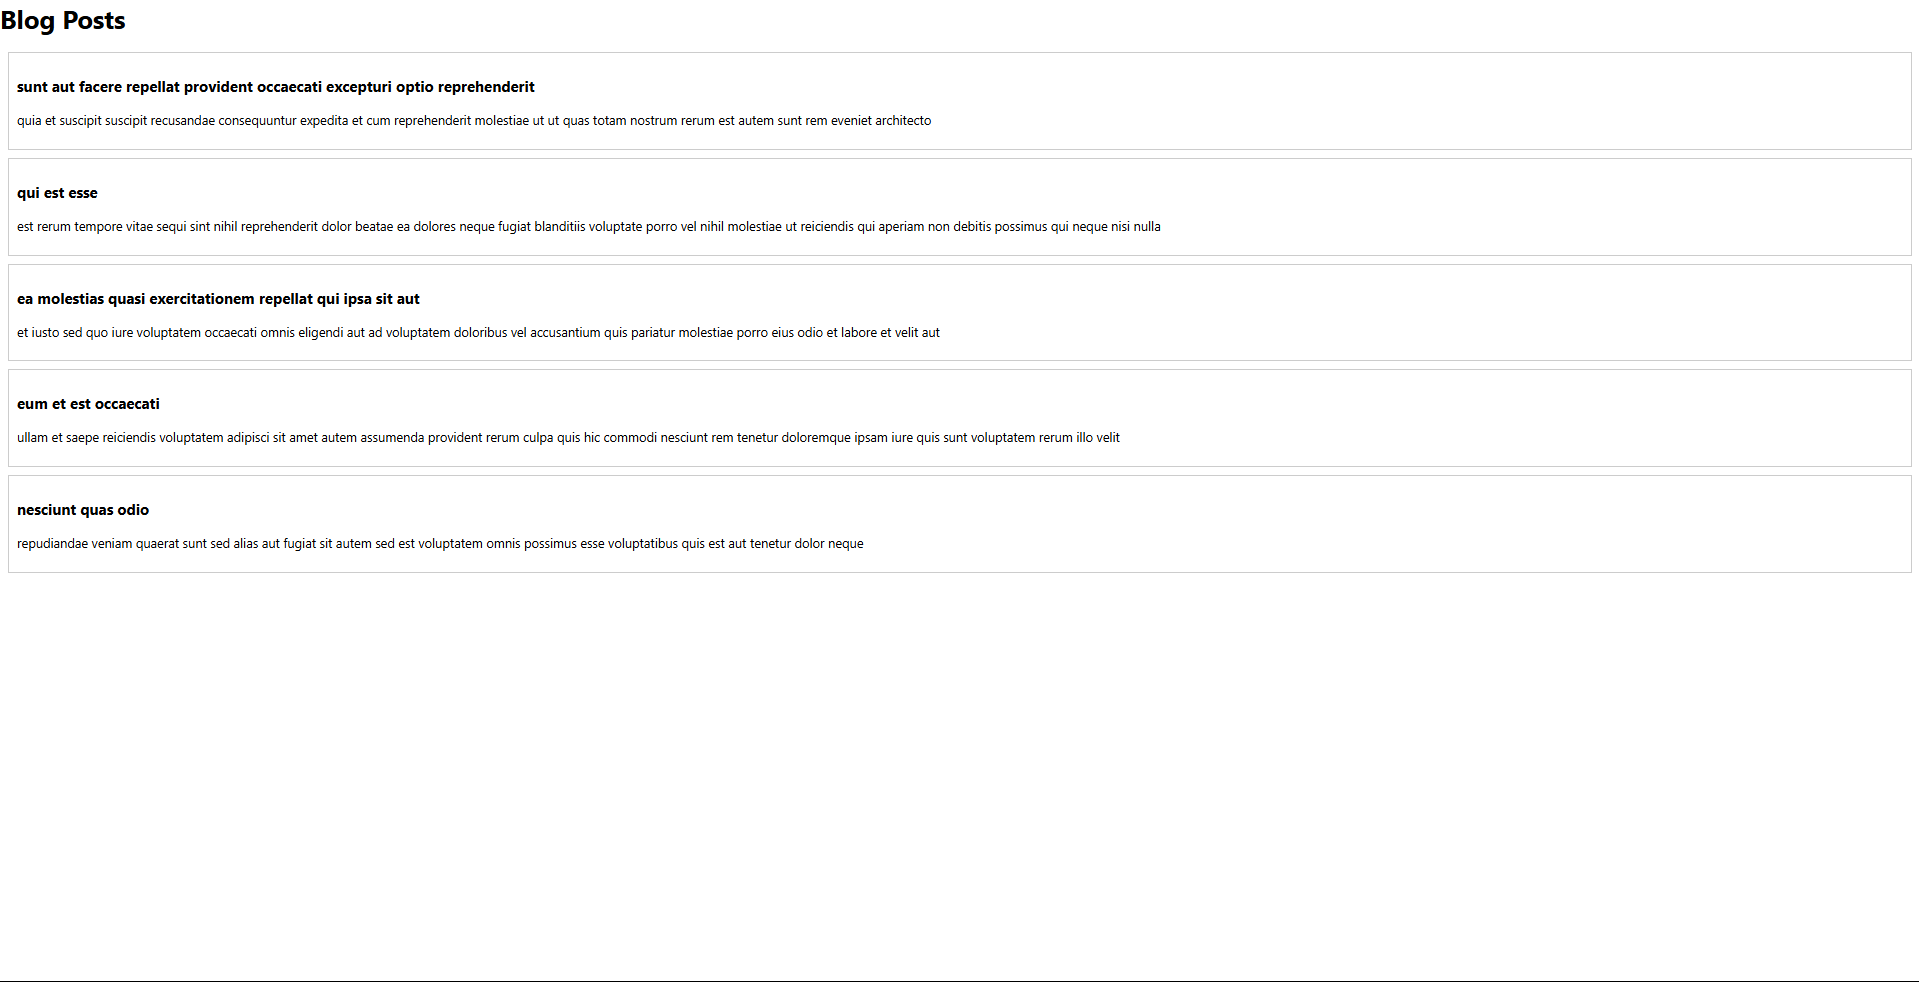 Blog Posts
sunt aut facere repellat provident occaecati excepturi optio reprehenderit
quia et suscipit suscipit recusandae consequuntur expedita et cum reprehenderit molestiae ut ut quas totam nostrum rerum est autem sunt rem eveniet architecto
qui est esse
est rerum tempore vitae sequi sint nihil reprehenderit dolor beatae ea dolores neque fugiat blanditiis voluptate porro vel nihil molestiae ut reiciendis qui aperiam non debitis possimus qui neque nisi nulla
ea molestias quasi exercitationem repellat qui ipsa sit aut
et iusto sed quo iure voluptatem occaecati omnis eligendi aut ad voluptatem doloribus vel accusantium quis pariatur molestiae porro eius odio et labore et velit aut
eum et est occaecati
ullam et saepe reiciendis voluptatem adipisci sit amet autem assumenda provident rerum culpa quis hic commodi nesciunt rem tenetur doloremque ipsam iure quis sunt voluptatem rerum illo velit
nesciunt quas odio
repudiandae veniam quaerat sunt sed alias aut fugiat sit autem sed est voluptatem omnis possimus esse voluptatibus quis est aut tenetur dolor neque